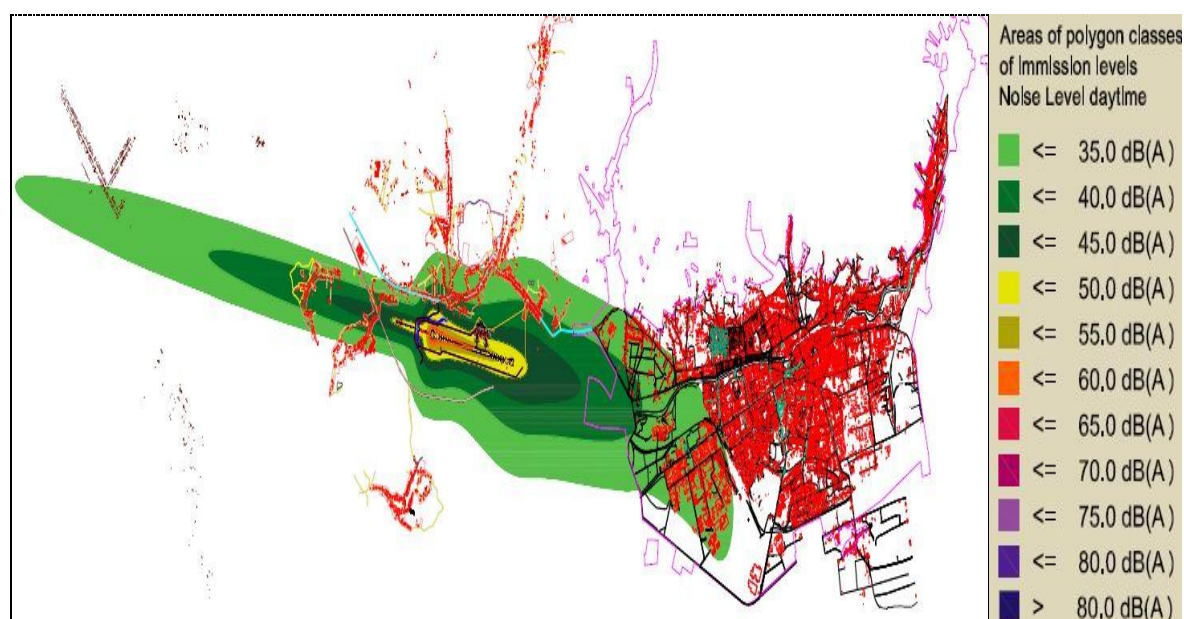 Areas of polygon classes
of Immission levels
Noise Level daytime
<= 35.0 dB(A)
<= 40.0 dB(A)
<= 45.0 dB(A)
<= 50.0 dB(A)
<= 55.0 dB(A)
<= 60.0 dB(A)
<= 65.0 dB(A)
<= 70.0 dB(A)
<= 75.0 dB(A)
<= 80.0 dB(A)
> 80.0 dB(A)